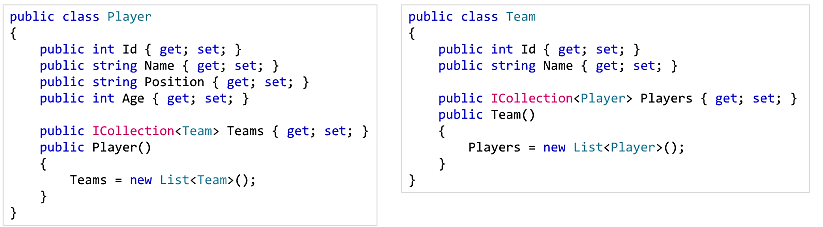 public class Player
{
    public int Id { get; set; }
    public string Name { get; set; }
    public string Position { get; set; }
    public int Age { get; set; }
    public ICollection<Team> Teams { get; set; }
    public Player()
    {
        Teams = new List<Team>();
    }
}
public class Team
{
    public int Id { get; set; }
    public string Name { get; set; }
    public ICollection<Player> Players { get; set; }
    public Team()
    {
        Players = new List<Player>();
    }
}